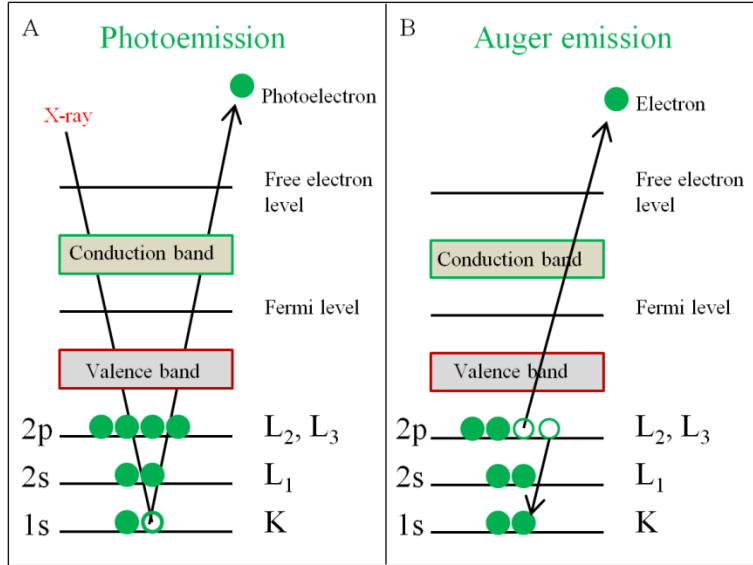 A
Photoemission
Photoelectron
X-ray
Free electron
level
Conduction band
Fermi level
Valence band
2p
L2, L3
2s
L1
1s
K
B
Auger emission
Electron
Free electron
level
Conduction band
Fermi level
Valence band
2p
L2, L3
2s
L1
1s
K